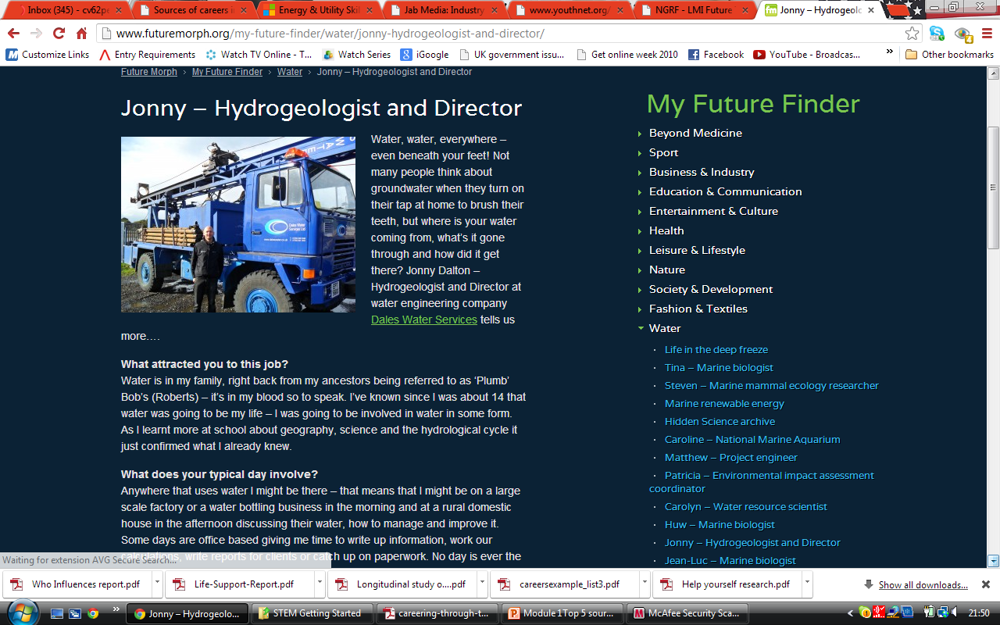 Inbox (345) - cv62pe
Sources of careers i
Energy & Utility Skil
Jab Media: Industry
www.youthnet.org/
NGRF - LMI Future
Jonny – Hydrogeolo
www.futuremorph.org/my-future-finder/water/jonny-hydrogeologist-and-director/
Customize Links
Entry Requirements
Watch TV Online - T...
Watch Series
iGoogle
UK government issu...
Get online week 2010
Facebook
YouTube - Broadcas...
»
Other bookmarks
Future Morph › My Future Finder › Water › Jonny – Hydrogeologist and Director
Jonny – Hydrogeologist and Director
Dales Water
Services Ltd
Water, water, everywhere –
even beneath your feet! Not
many people think about
groundwater when they turn on
their tap at home to brush their
teeth, but where is your water
coming from, what’s it gone
through and how did it get
there? Jonny Dalton –
Hydrogeologist and Director at
water engineering company
Dales Water Services tells us
more….
What attracted you to this job?
Water is in my family, right back from my ancestors being referred to as ‘Plumb’
Bob’s (Roberts) – it’s in my blood so to speak. I’ve known since I was about 14 that
water was going to be my life – I was going to be involved in water in some form.
As I learnt more at school about geography, science and the hydrological cycle it
just confirmed what I already knew.
What does your typical day involve?
Anywhere that uses water I might be there – that means that I might be on a large
scale factory or a water bottling business in the morning and at a rural domestic
house in the afternoon discussing their water, how to manage and improve it.
Some days are office based giving me time to write up information, work our
calculations, write reports for clients or catch up on paperwork. No day is ever the
My Future Finder
Beyond Medicine
Sport
Business & Industry
Education & Communication
Entertainment & Culture
Health
Leisure & Lifestyle
Nature
Society & Development
Fashion & Textiles
Water
Life in the deep freeze
Tina – Marine biologist
Steven – Marine mammal ecology researcher
Marine renewable energy
Hidden Science archive
Caroline – National Marine Aquarium
Matthew – Project engineer
Patricia – Environmental impact assessment
coordinator
Carolyn – Water resource scientist
Huw – Marine biologist
Jonny – Hydrogeologist and Director
Jean-Luc – Marine biologist
Waiting for extension AVG Secure Search...
Who Influences report.pdf
Life-Support-Report.pdf
Longitudinal study o....pdf
careersexample_list3.pdf
Help yourself research.pdf
Show all downloads...
»
Jonny – Hydrogeolo...
STEM Getting Started
careering-through-t...
Module 1Top 5 sour...
McAfee Security Sca...
21:50